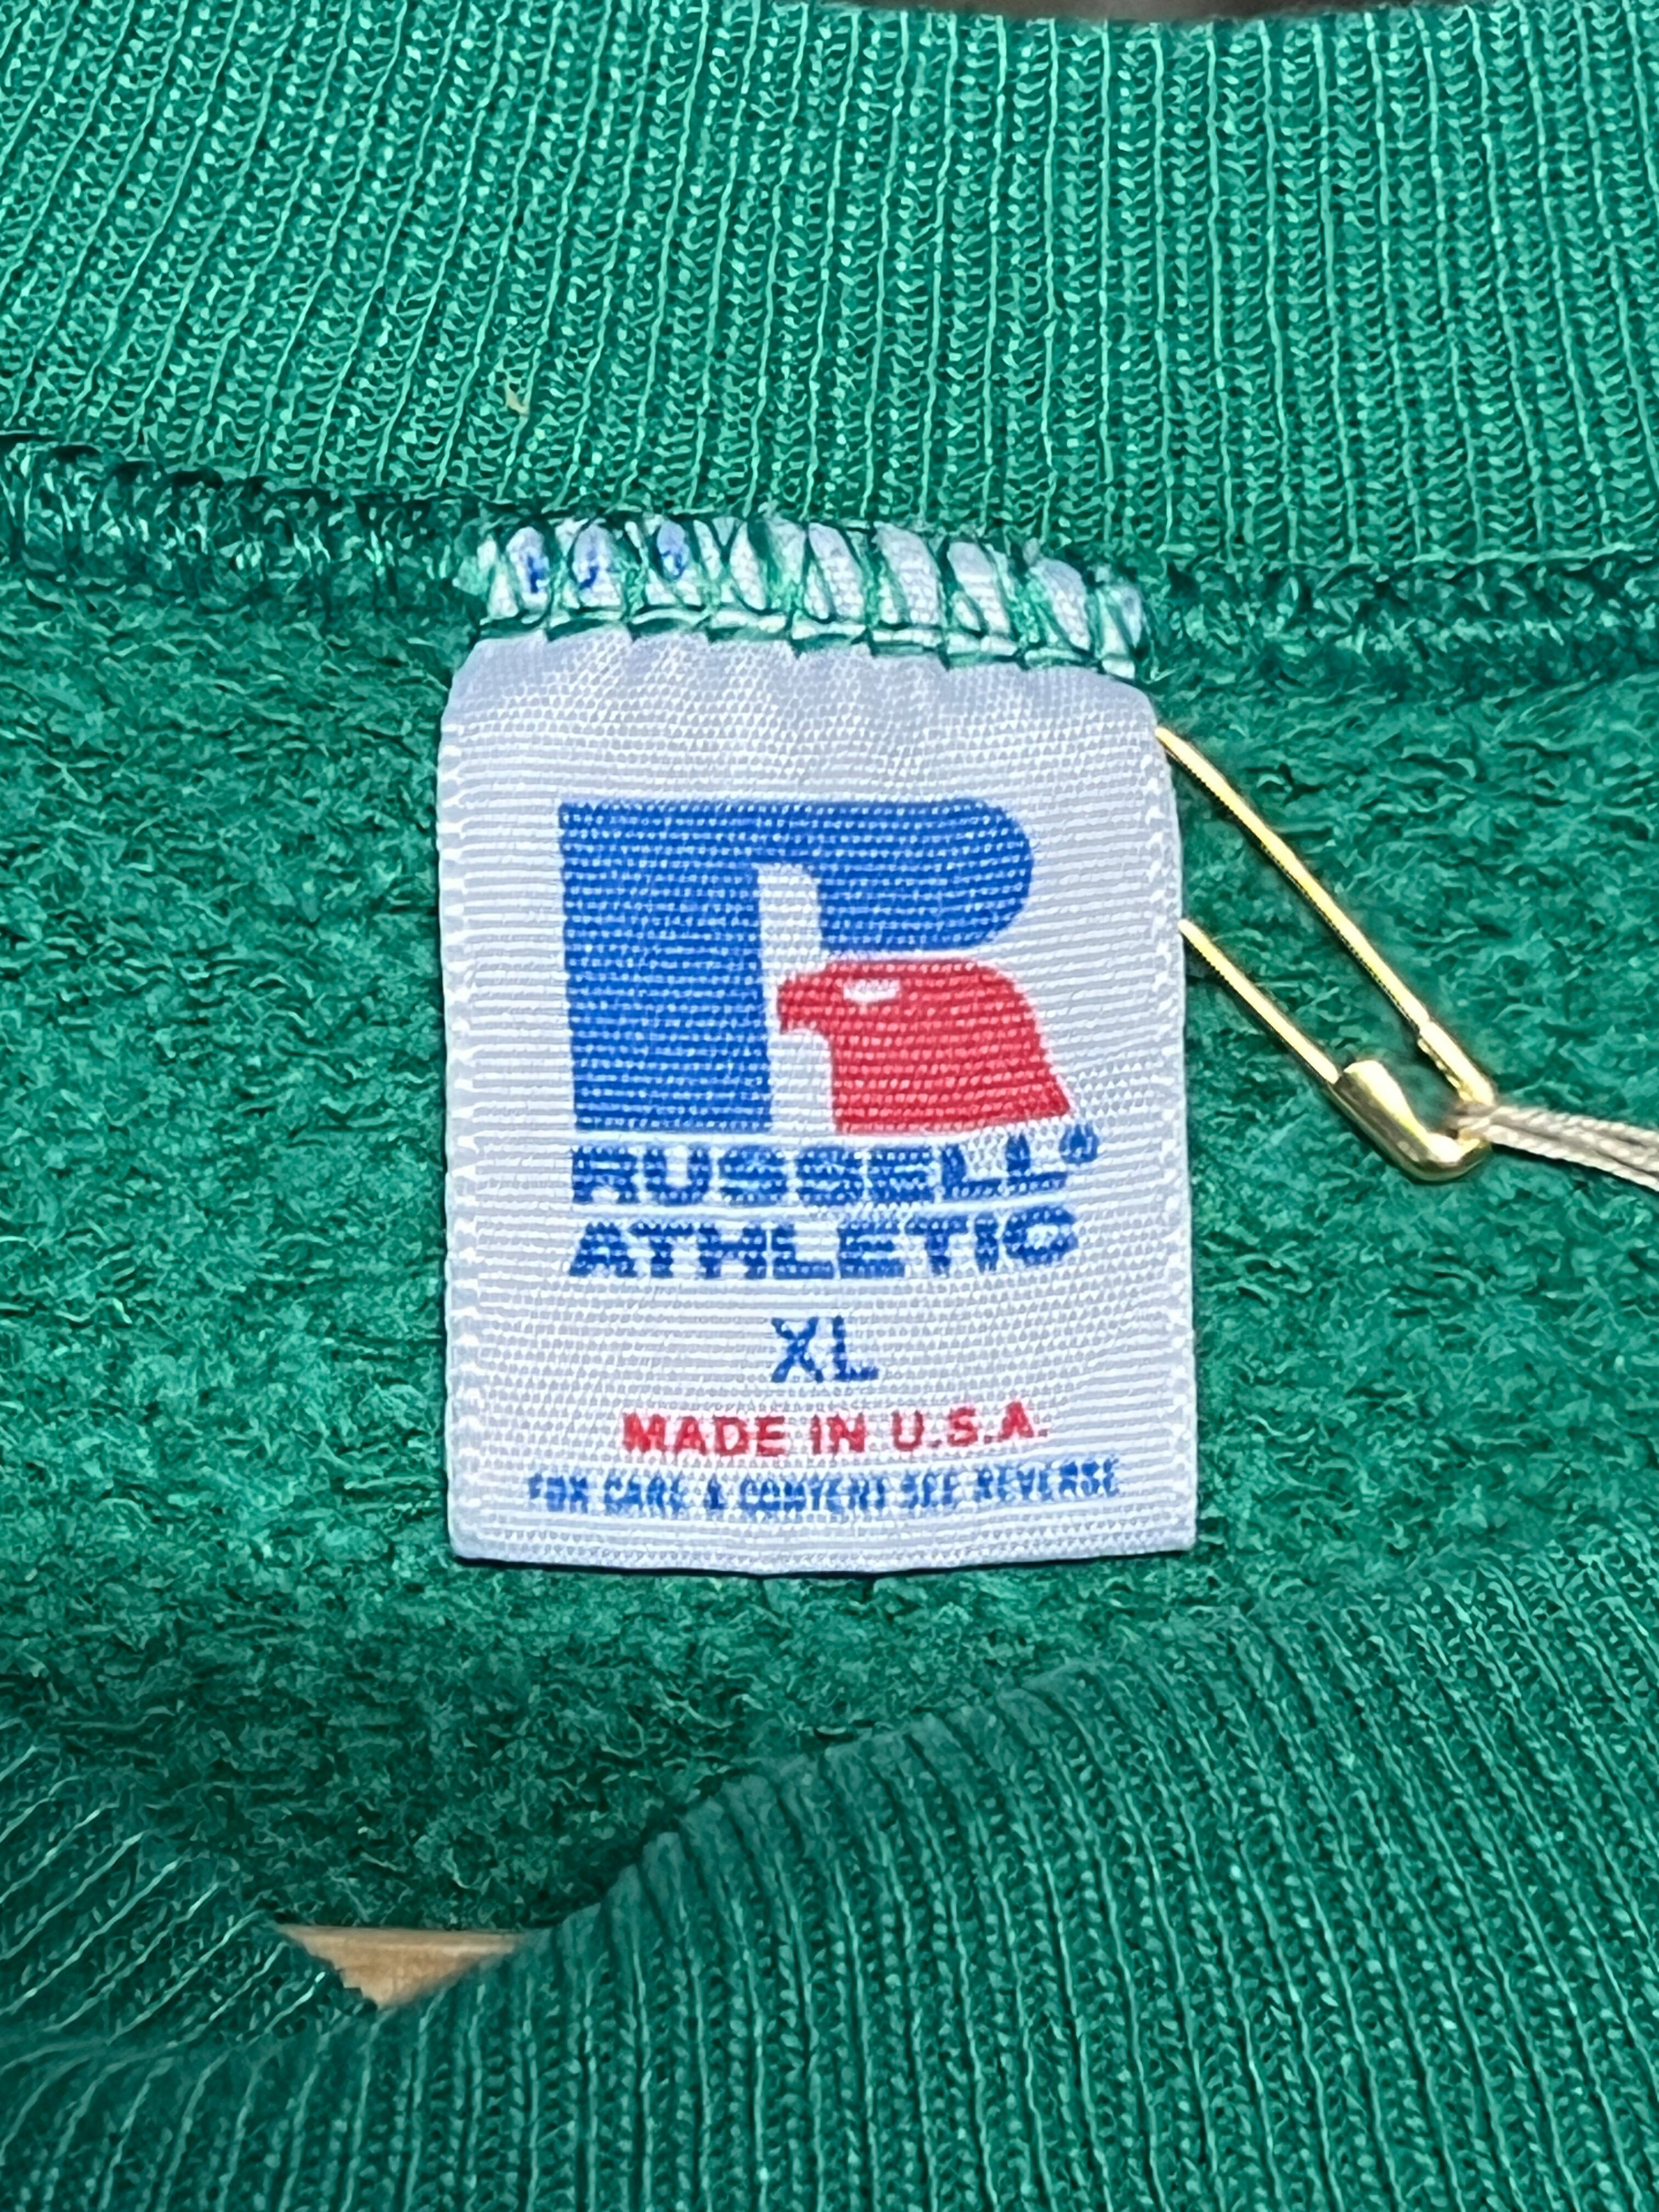 R
RUSSELL®
ATHLETIC
XL
MADE IN U.S.A.
FOR CARE & CONTENT SEE REVERSE